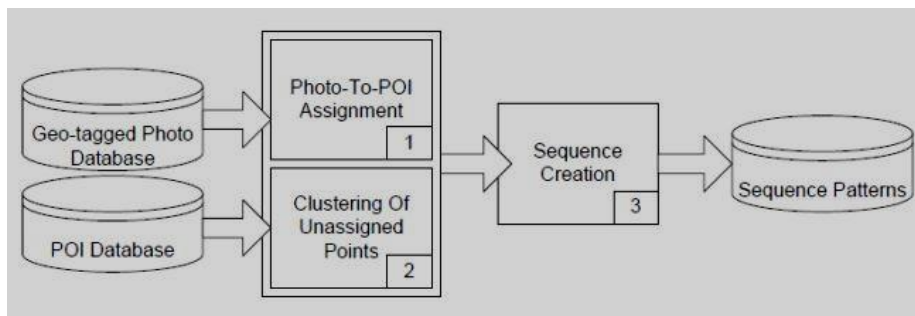 Geo-tagged Photo
Database
POI Database
Photo-To-POI
Assignment
1
Clustering Of
Unassigned
Points
2
Sequence
Creation
3
Sequence Patterns